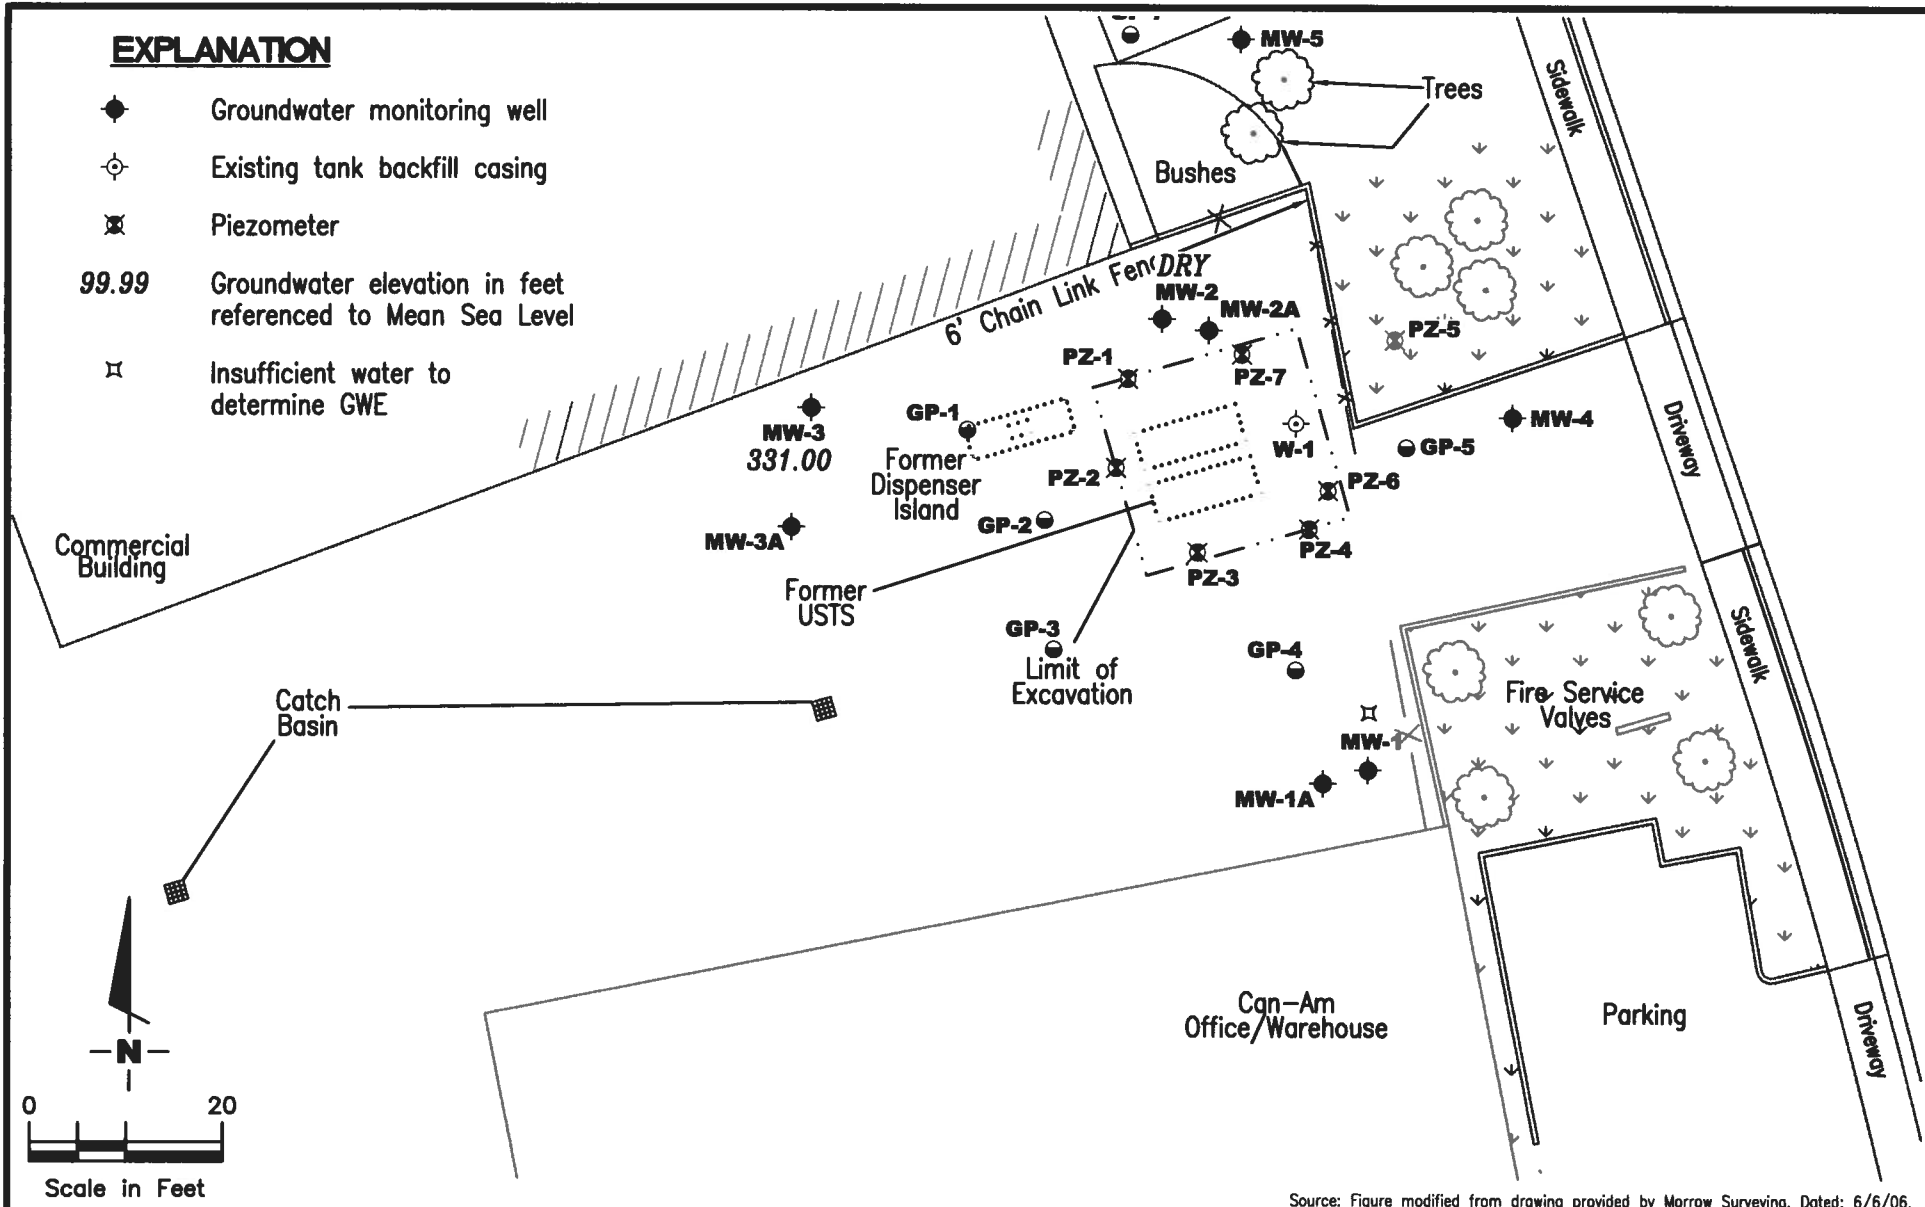 EXPLANATION
Groundwater monitoring well
Existing tank backfill casing
Piezometer
99.99
Groundwater elevation in feet
referenced to Mean Sea Level
Insufficient water to
determine GWE
MW-5
Trees
Sidewalk
Bushes
6' Chain Link
DRY
MW-2
MW-2A
PZ-1
PZ-7
PZ-5
GP-1
MW-3
331.00
Former
Dispenser
Island
PZ-2
W-1
PZ-6
GP-5
MW-4
Driveway
GP-2
MW-3A
PZ-4
PZ-3
Commercial
Building
Former
USTS
GP-3
Limit of
Excavation
GP-4
Sidewalk
Fire Service
Valves
Catch
Basin
MW-1
MW-1A
Can-Am
Office/Warehouse
Parking
Driveway
N
0 20
Scale in Feet
Source: Figure modified from drawing provided by Morrow Surveying. Dated: 6/6/06.